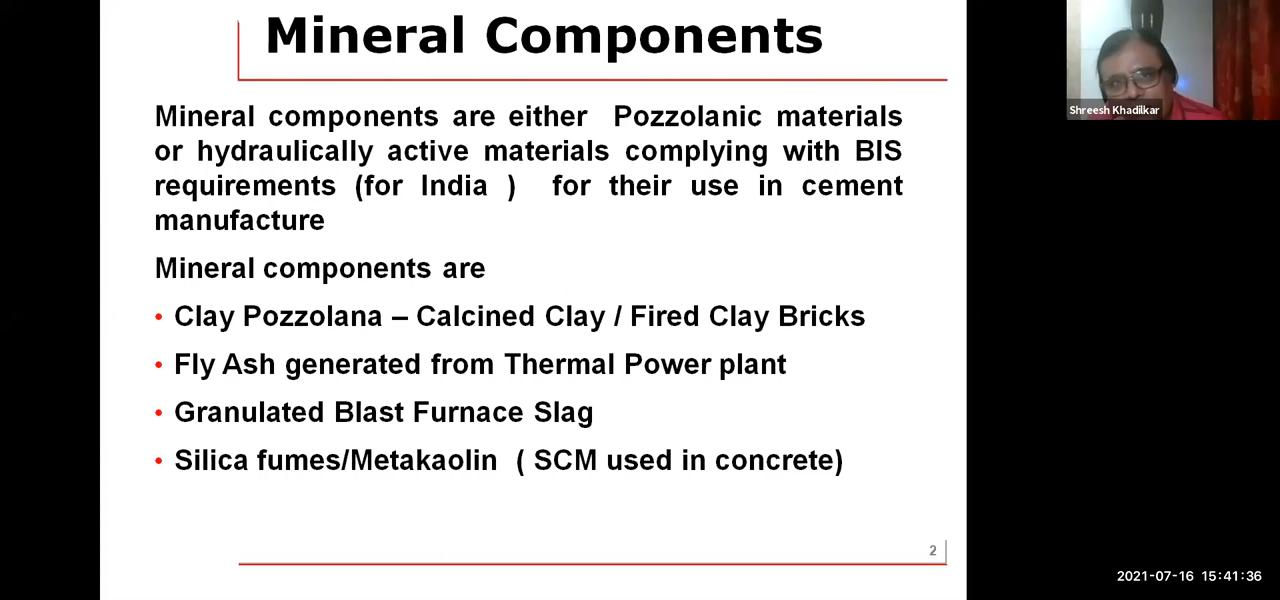 Mineral Components
Mineral components are either Pozzolanic materials
or hydraulically active materials complying with BIS
requirements (for India ) for their use in cement
manufacture
Mineral components are
• Clay Pozzolana – Calcined Clay / Fired Clay Bricks
• Fly Ash generated from Thermal Power plant
• Granulated Blast Furnace Slag
• Silica fumes/Metakaolin ( SCM used in concrete)
2
Shreesh Khadilkar
2021-07-16 15:41:36